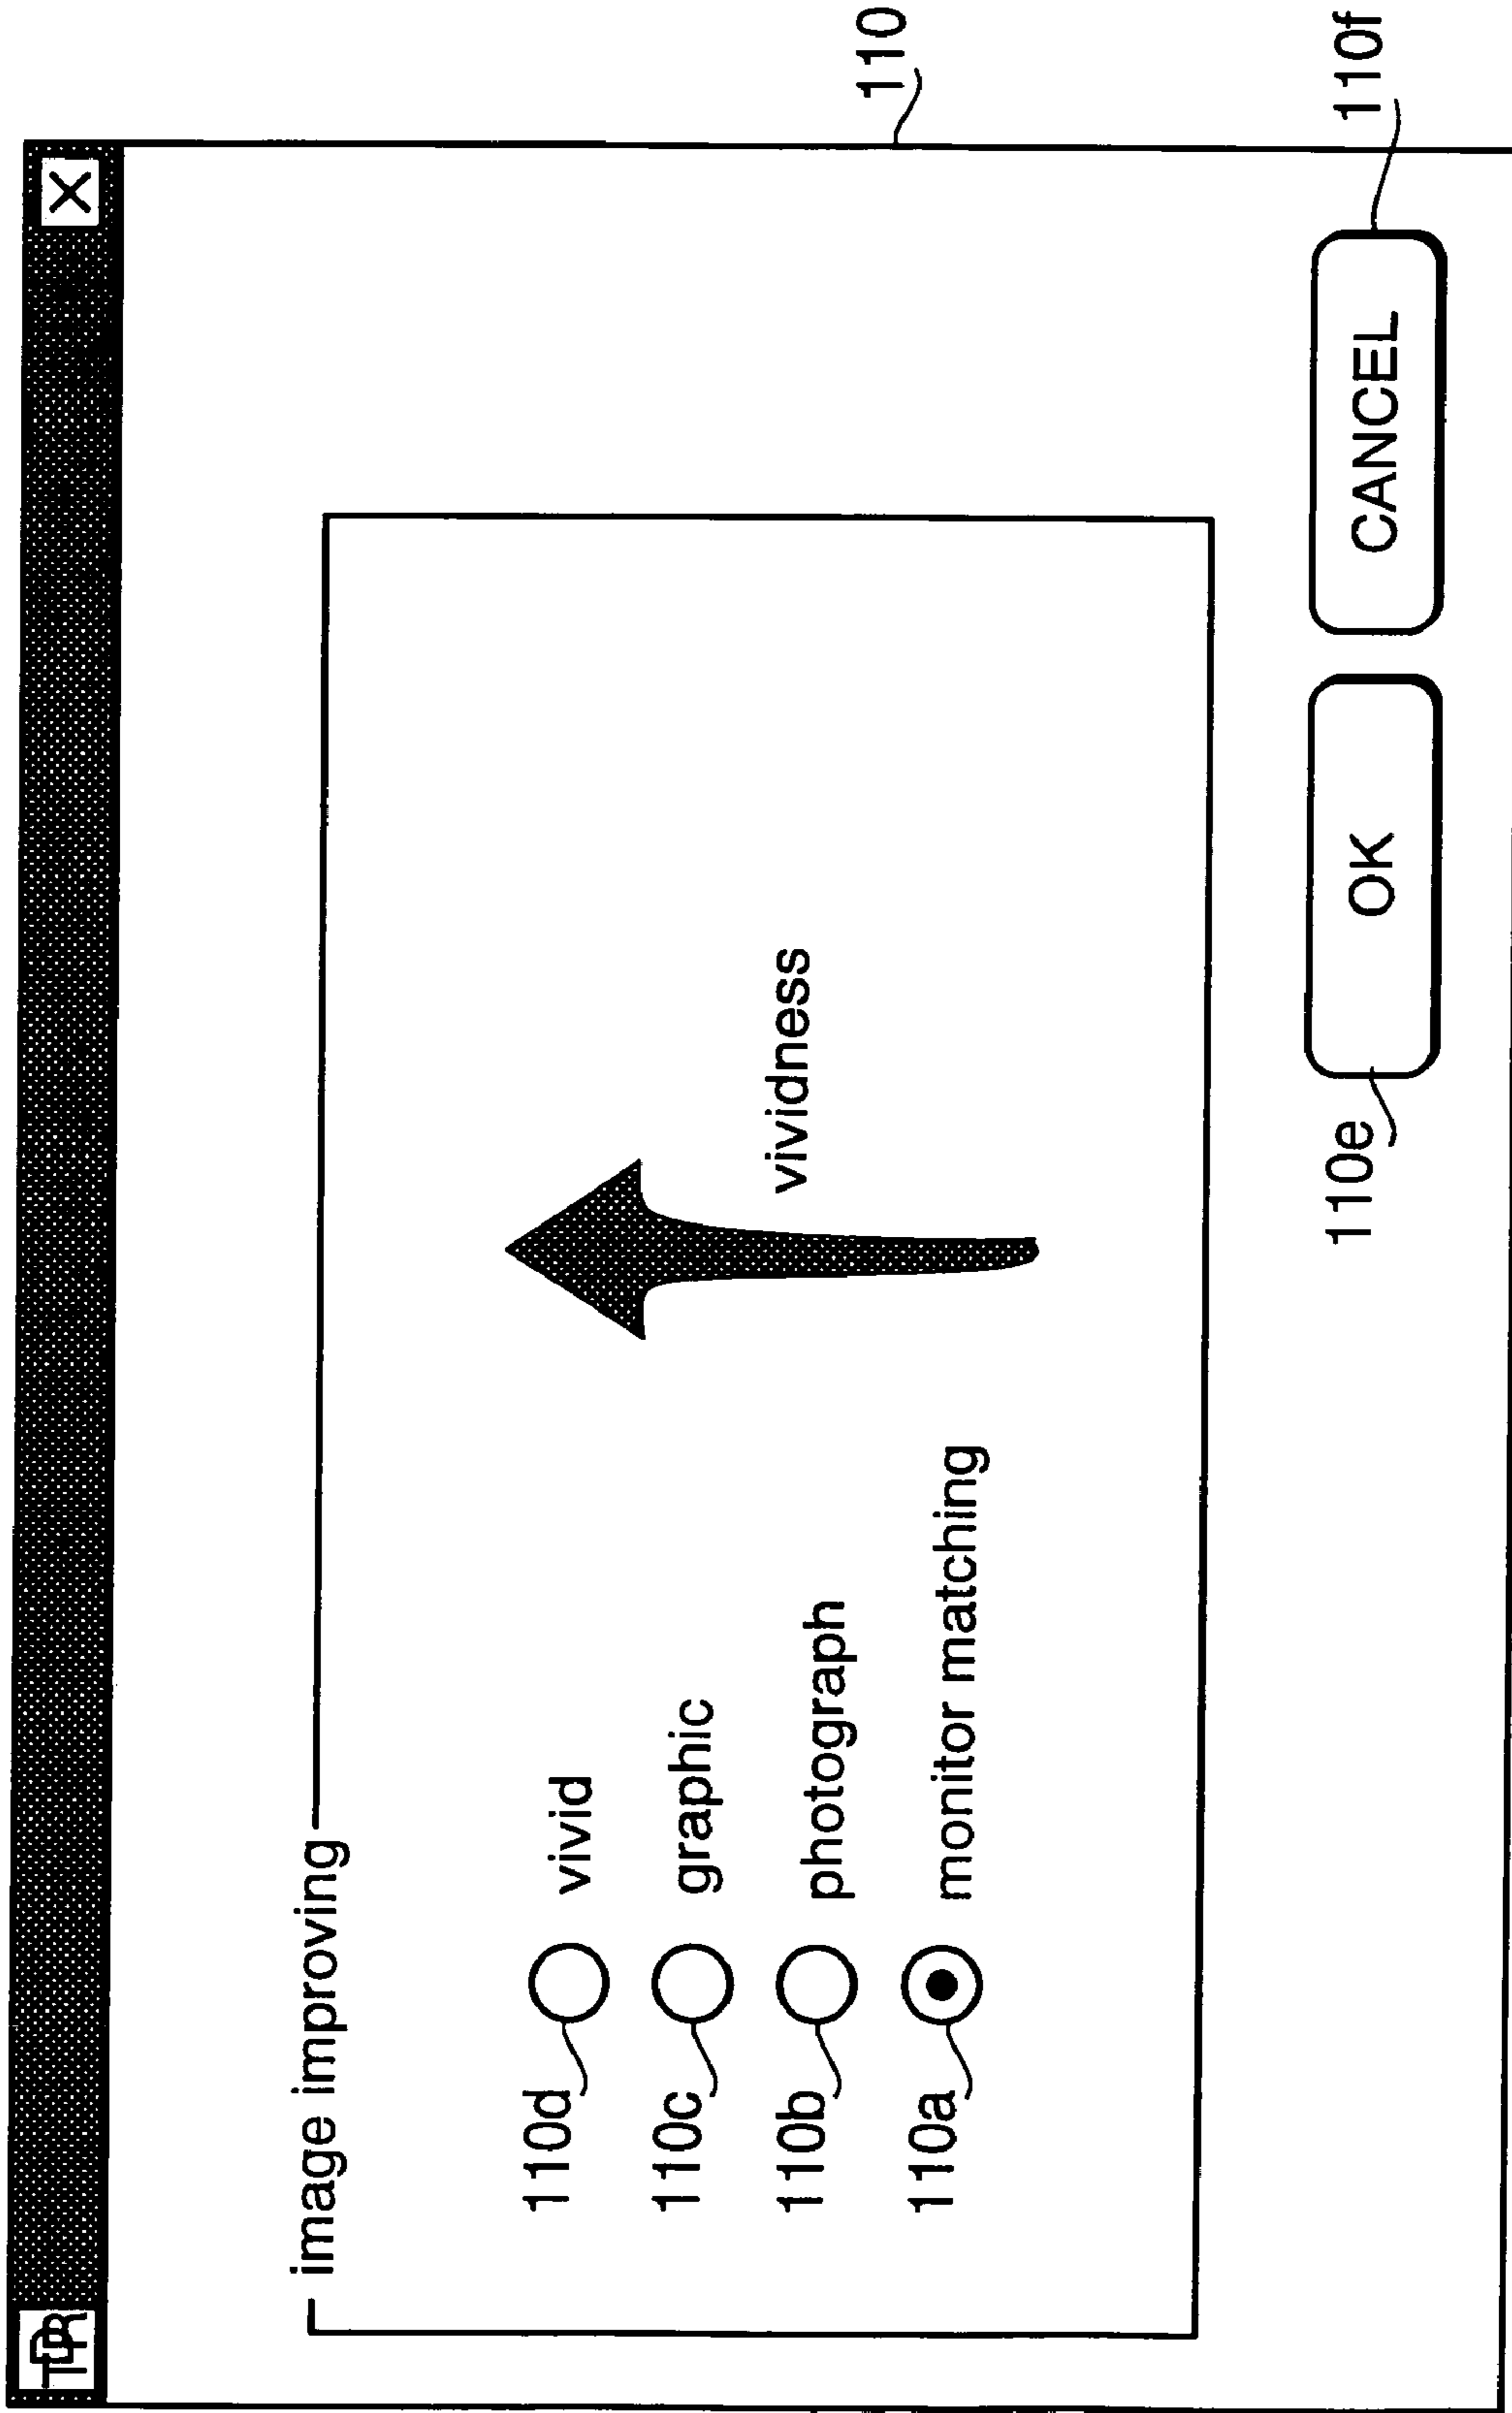 110
image improving
110d vivid
110c graphic
vividness
110b photograph
110a monitor matching
110e OK CANCEL 110f